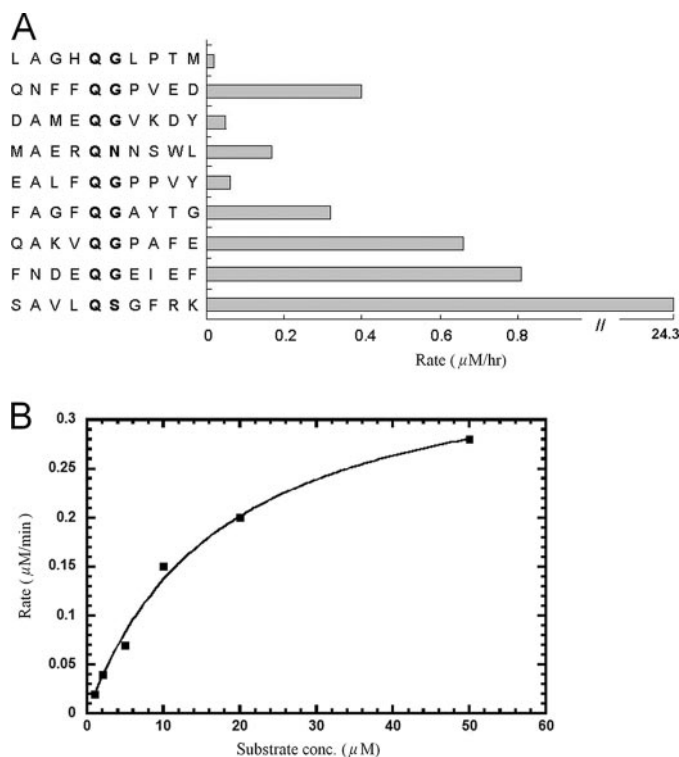 A
L A G H Q G L P T M
Q N F F Q G P V E D
D A M E Q G V K D Y
M A E R Q N N S W L
E A L F Q G P P V Y
F A G F Q G A Y T G
Q A K V Q G P A F E
F N D E Q G E I E F
S A V L Q S G F R K
0 0.2 0.4 0.6 0.8 // 24.3
Rate ( μM/hr)
B
0.3
0.25
0.2
0.15
0.1
0.05
0
Rate ( μM/min)
0 10 20 30 40 50 60
Substrate conc. ( μM)